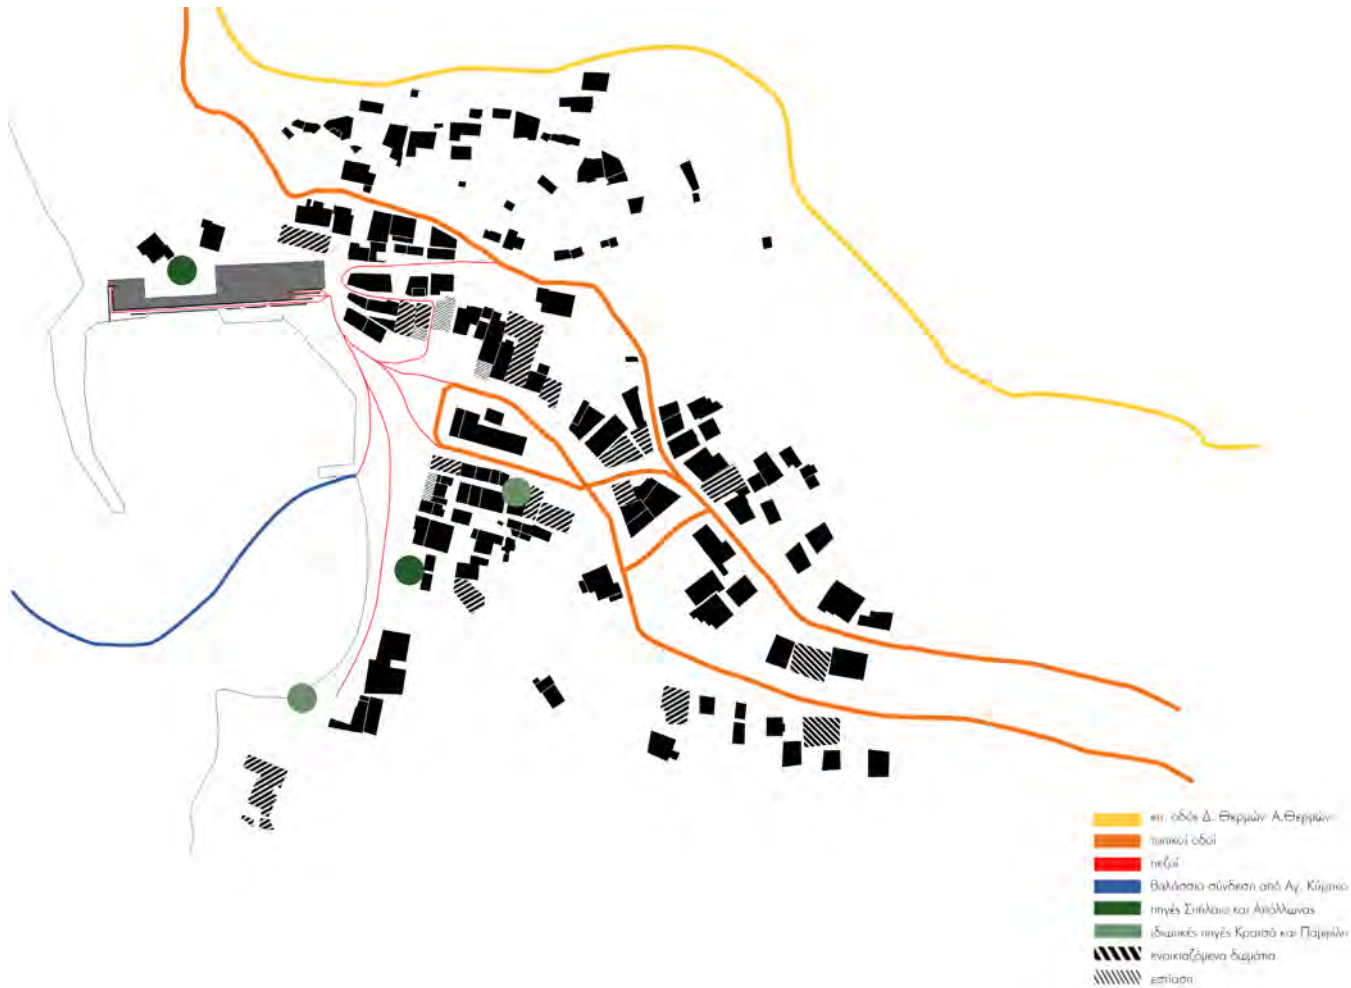 επ. οδός Δ. Θερμών- Α.Θερμών
τοπικοί οδοί
πεζοί
θαλάσσια σύνδεση από Αγ. Κήρυκο
πηγές Σπήλαιο και Απόλλωνας
ιδιωτικές πηγές Κρατσά και Παμφίλη
ενοικιαζόμενα δωμάτια
εστίαση